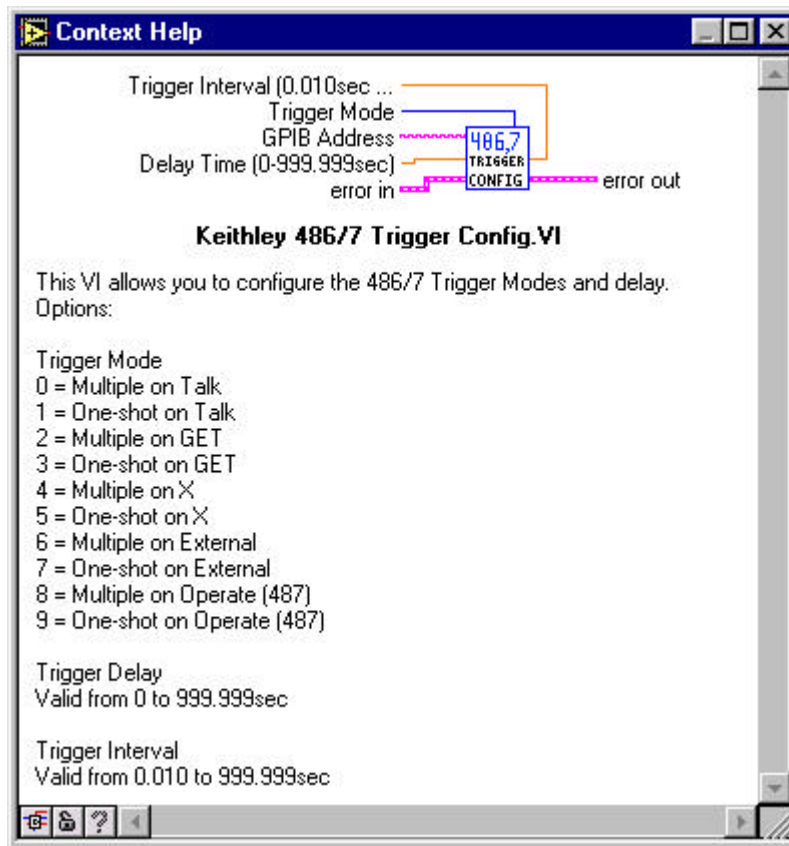 Context Help
Trigger Interval (0.010sec ...
Trigger Mode
GPIB Address
Delay Time (0-999.999sec)
error in
486,7
TRIGGER
CONFIG
error out
Keithley 486/7 Trigger Config.VI
This VI allows you to configure the 486/7 Trigger Modes and delay.
Options:
Trigger Mode
0 = Multiple on Talk
1 = One-shot on Talk
2 = Multiple on GET
3 = One-shot on GET
4 = Multiple on X
5 = One-shot on X
6 = Multiple on External
7 = One-shot on External
8 = Multiple on Operate (487)
9 = One-shot on Operate (487)
Trigger Delay
Valid from 0 to 999.999sec
Trigger Interval
Valid from 0.010 to 999.999sec
?